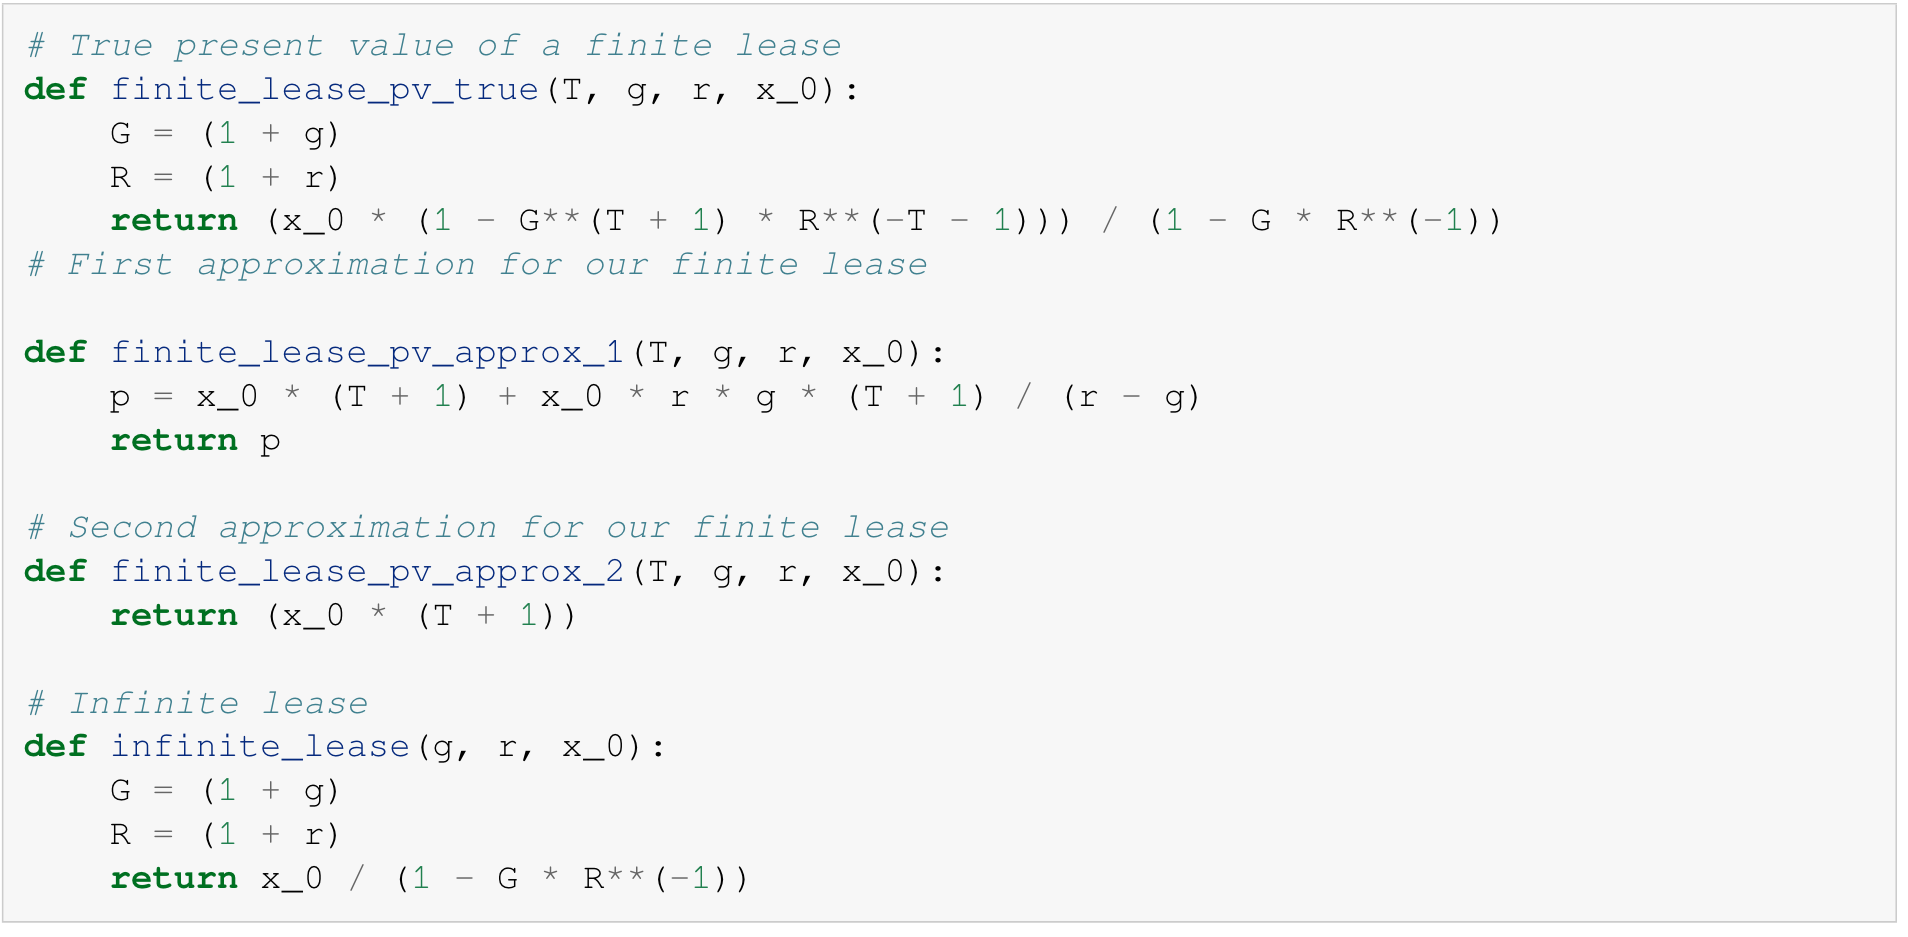 # True present value of a finite lease
def finite_lease_pv_true(T, g, r, x_0):
    G = (1 + g)
    R = (1 + r)
    return (x_0 * (1 - G**(T + 1) * R**(-T - 1))) / (1 - G * R**(-1))
# First approximation for our finite lease

def finite_lease_pv_approx_1(T, g, r, x_0):
    p = x_0 * (T + 1) + x_0 * r * g * (T + 1) / (r - g)
    return p

# Second approximation for our finite lease
def finite_lease_pv_approx_2(T, g, r, x_0):
    return (x_0 * (T + 1))

# Infinite lease
def infinite_lease(g, r, x_0):
    G = (1 + g)
    R = (1 + r)
    return x_0 / (1 - G * R**(-1))